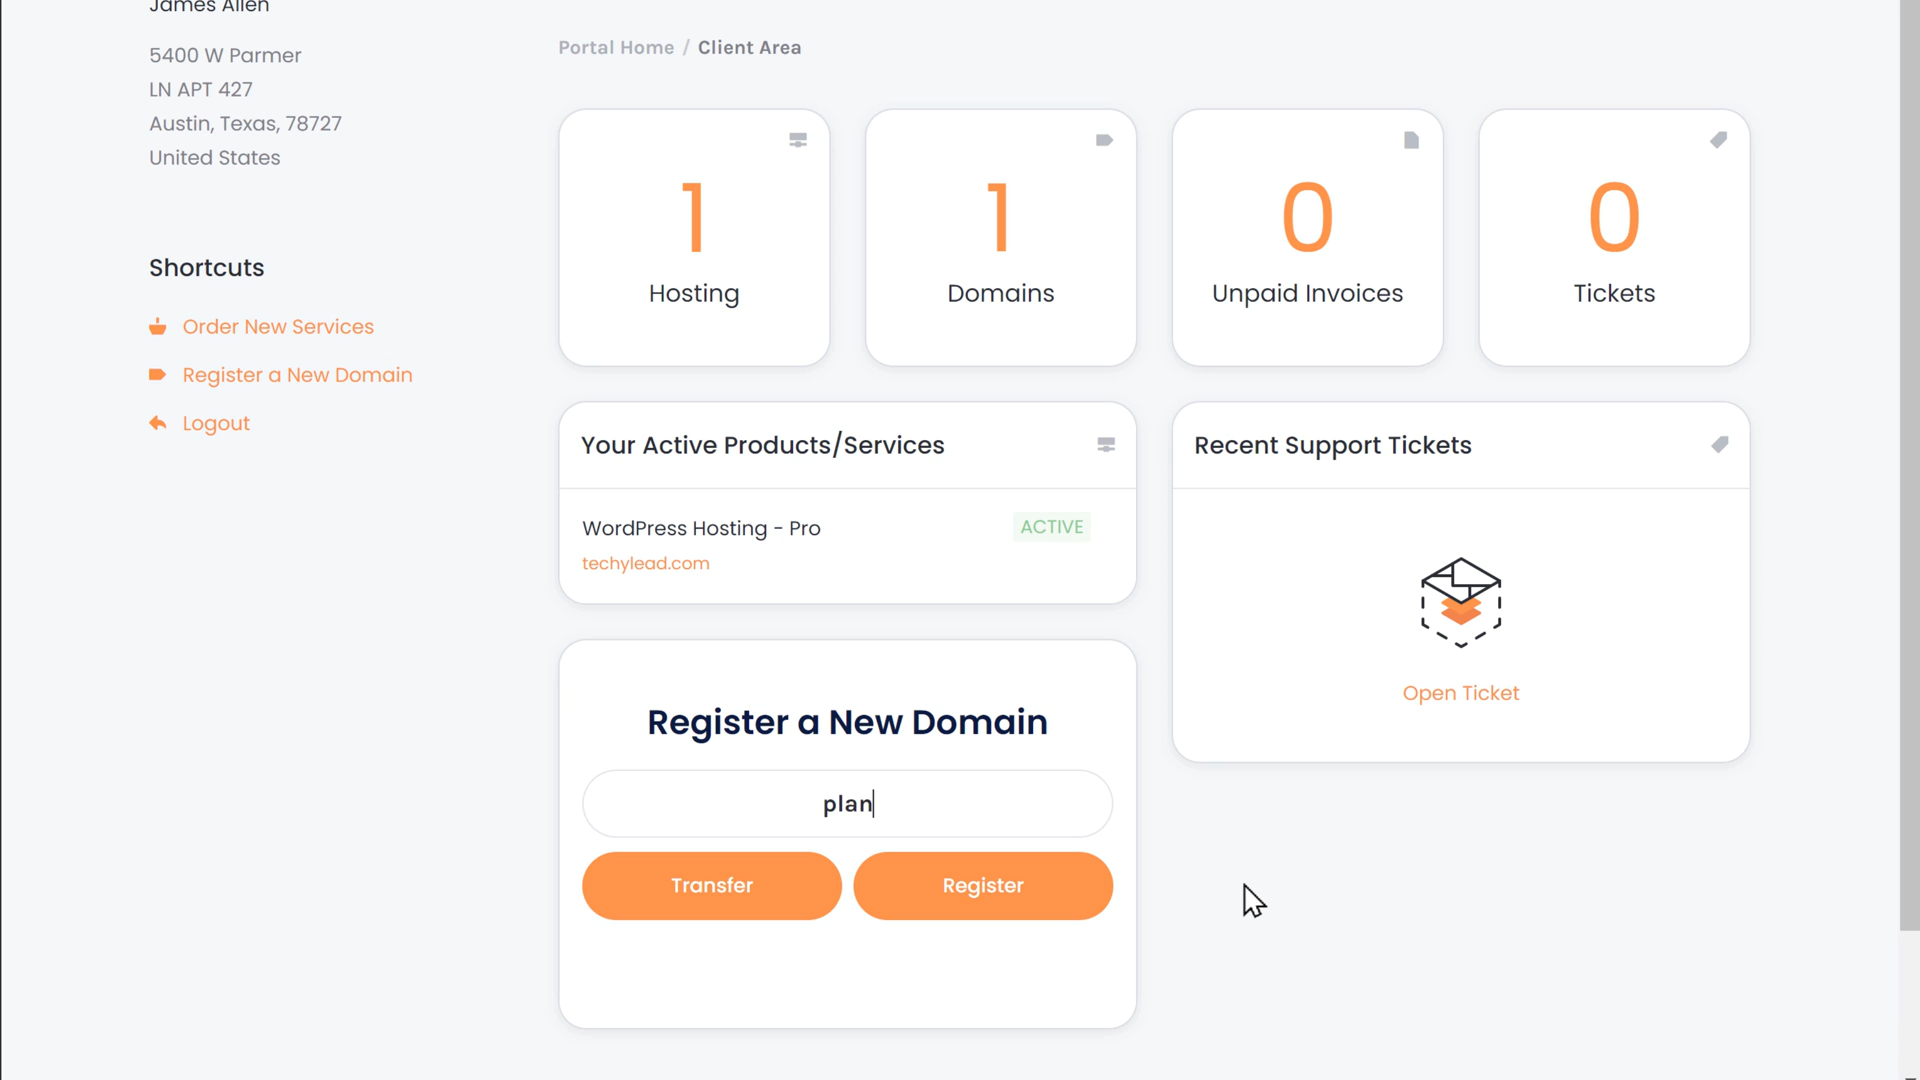 James Allen
5400 W Parmer
LN APT 427
Austin, Texas, 78727
United States
Shortcuts
Order New Services
Register a New Domain
Logout
Portal Home / Client Area
1
Hosting
1
Domains
0
Unpaid Invoices
0
Tickets
Your Active Products/Services
WordPress Hosting - Pro
ACTIVE
techylead.com
Recent Support Tickets
Open Ticket
Register a New Domain
plan
Transfer
Register